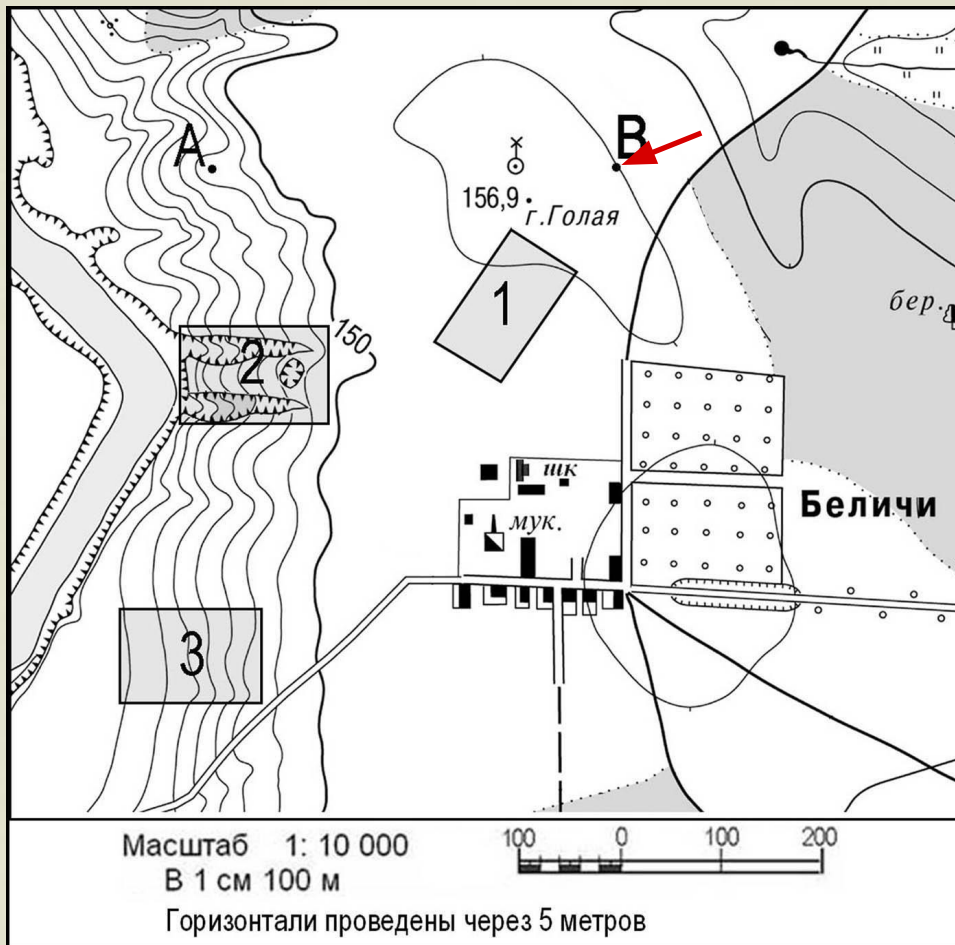 А.
В
156,9
г.Голая
бер.
1
150
2
шк
Беличи
мук.
3
100 0 100 200
Масштаб 1: 10 000
В 1 см 100 м
Горизонтали проведены через 5 метров